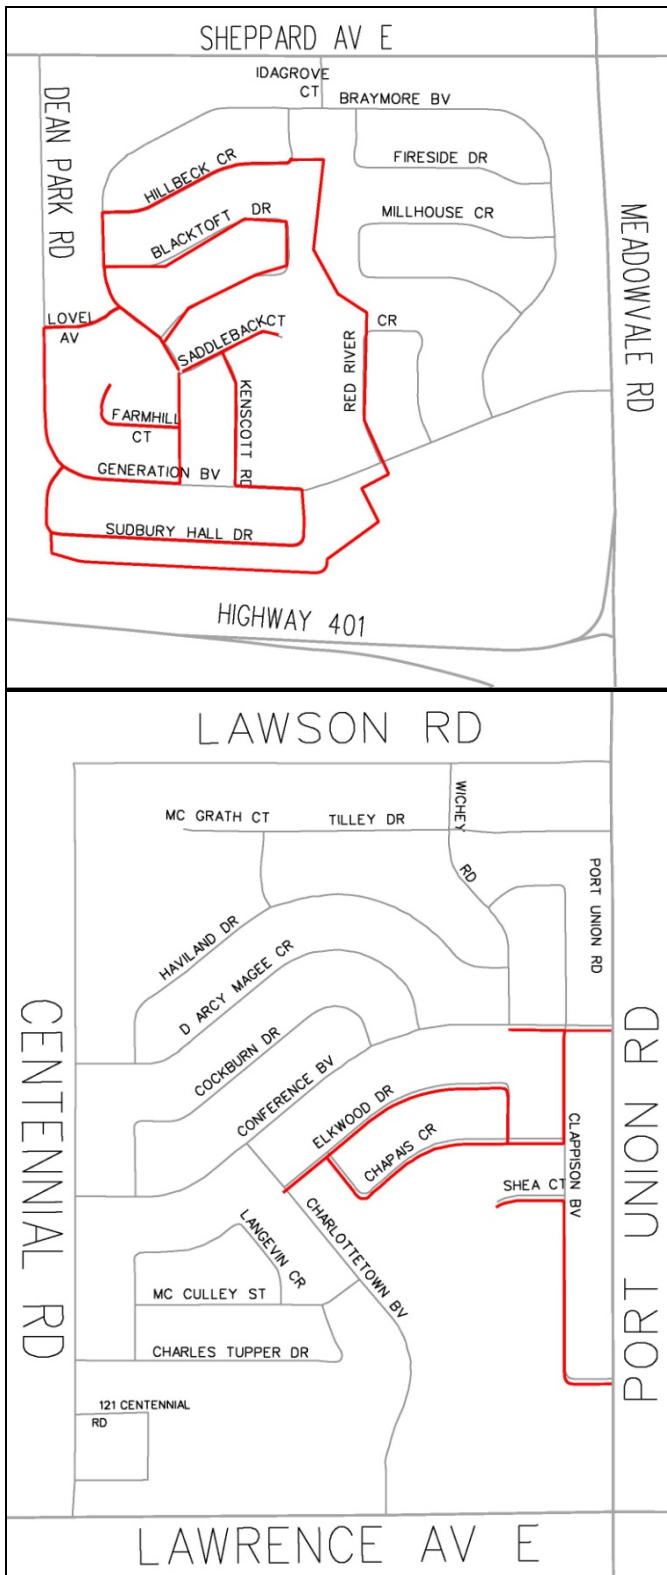 SHEPPARD AV E
IDAGROVE
CT
BRAYMORE BV
DEAN PARK RD
HILLBECK CR
FIRESIDE DR
BLACKTOFT DR
MILLHOUSE CR
MEADOWVALE RD
LOVEL
AV
SADDLEBACK CT
RED RIVER CR
KENSCOTT RD
FARMHILL
CT
GENERATION BV
SUDBURY HALL DR
HIGHWAY 401
LAWSON RD
MC GRATH CT
TILLEY DR
WICHEY RD
PORT UNION RD
HAVILAND DR
D ARCY MAGEE CR
COCKBURN DR
CONFERENCE BV
ELKWOOD DR
CHAPAIS CR
CLAPPISON BV
SHEA CT
CENTENNIAL RD
PORT UNION RD
LANGEVIN CR
CHARLOTTETOWN BV
MC CULLEY ST
CHARLES TUPPER DR
121 CENTENNIAL
RD
LAWRENCE AV E